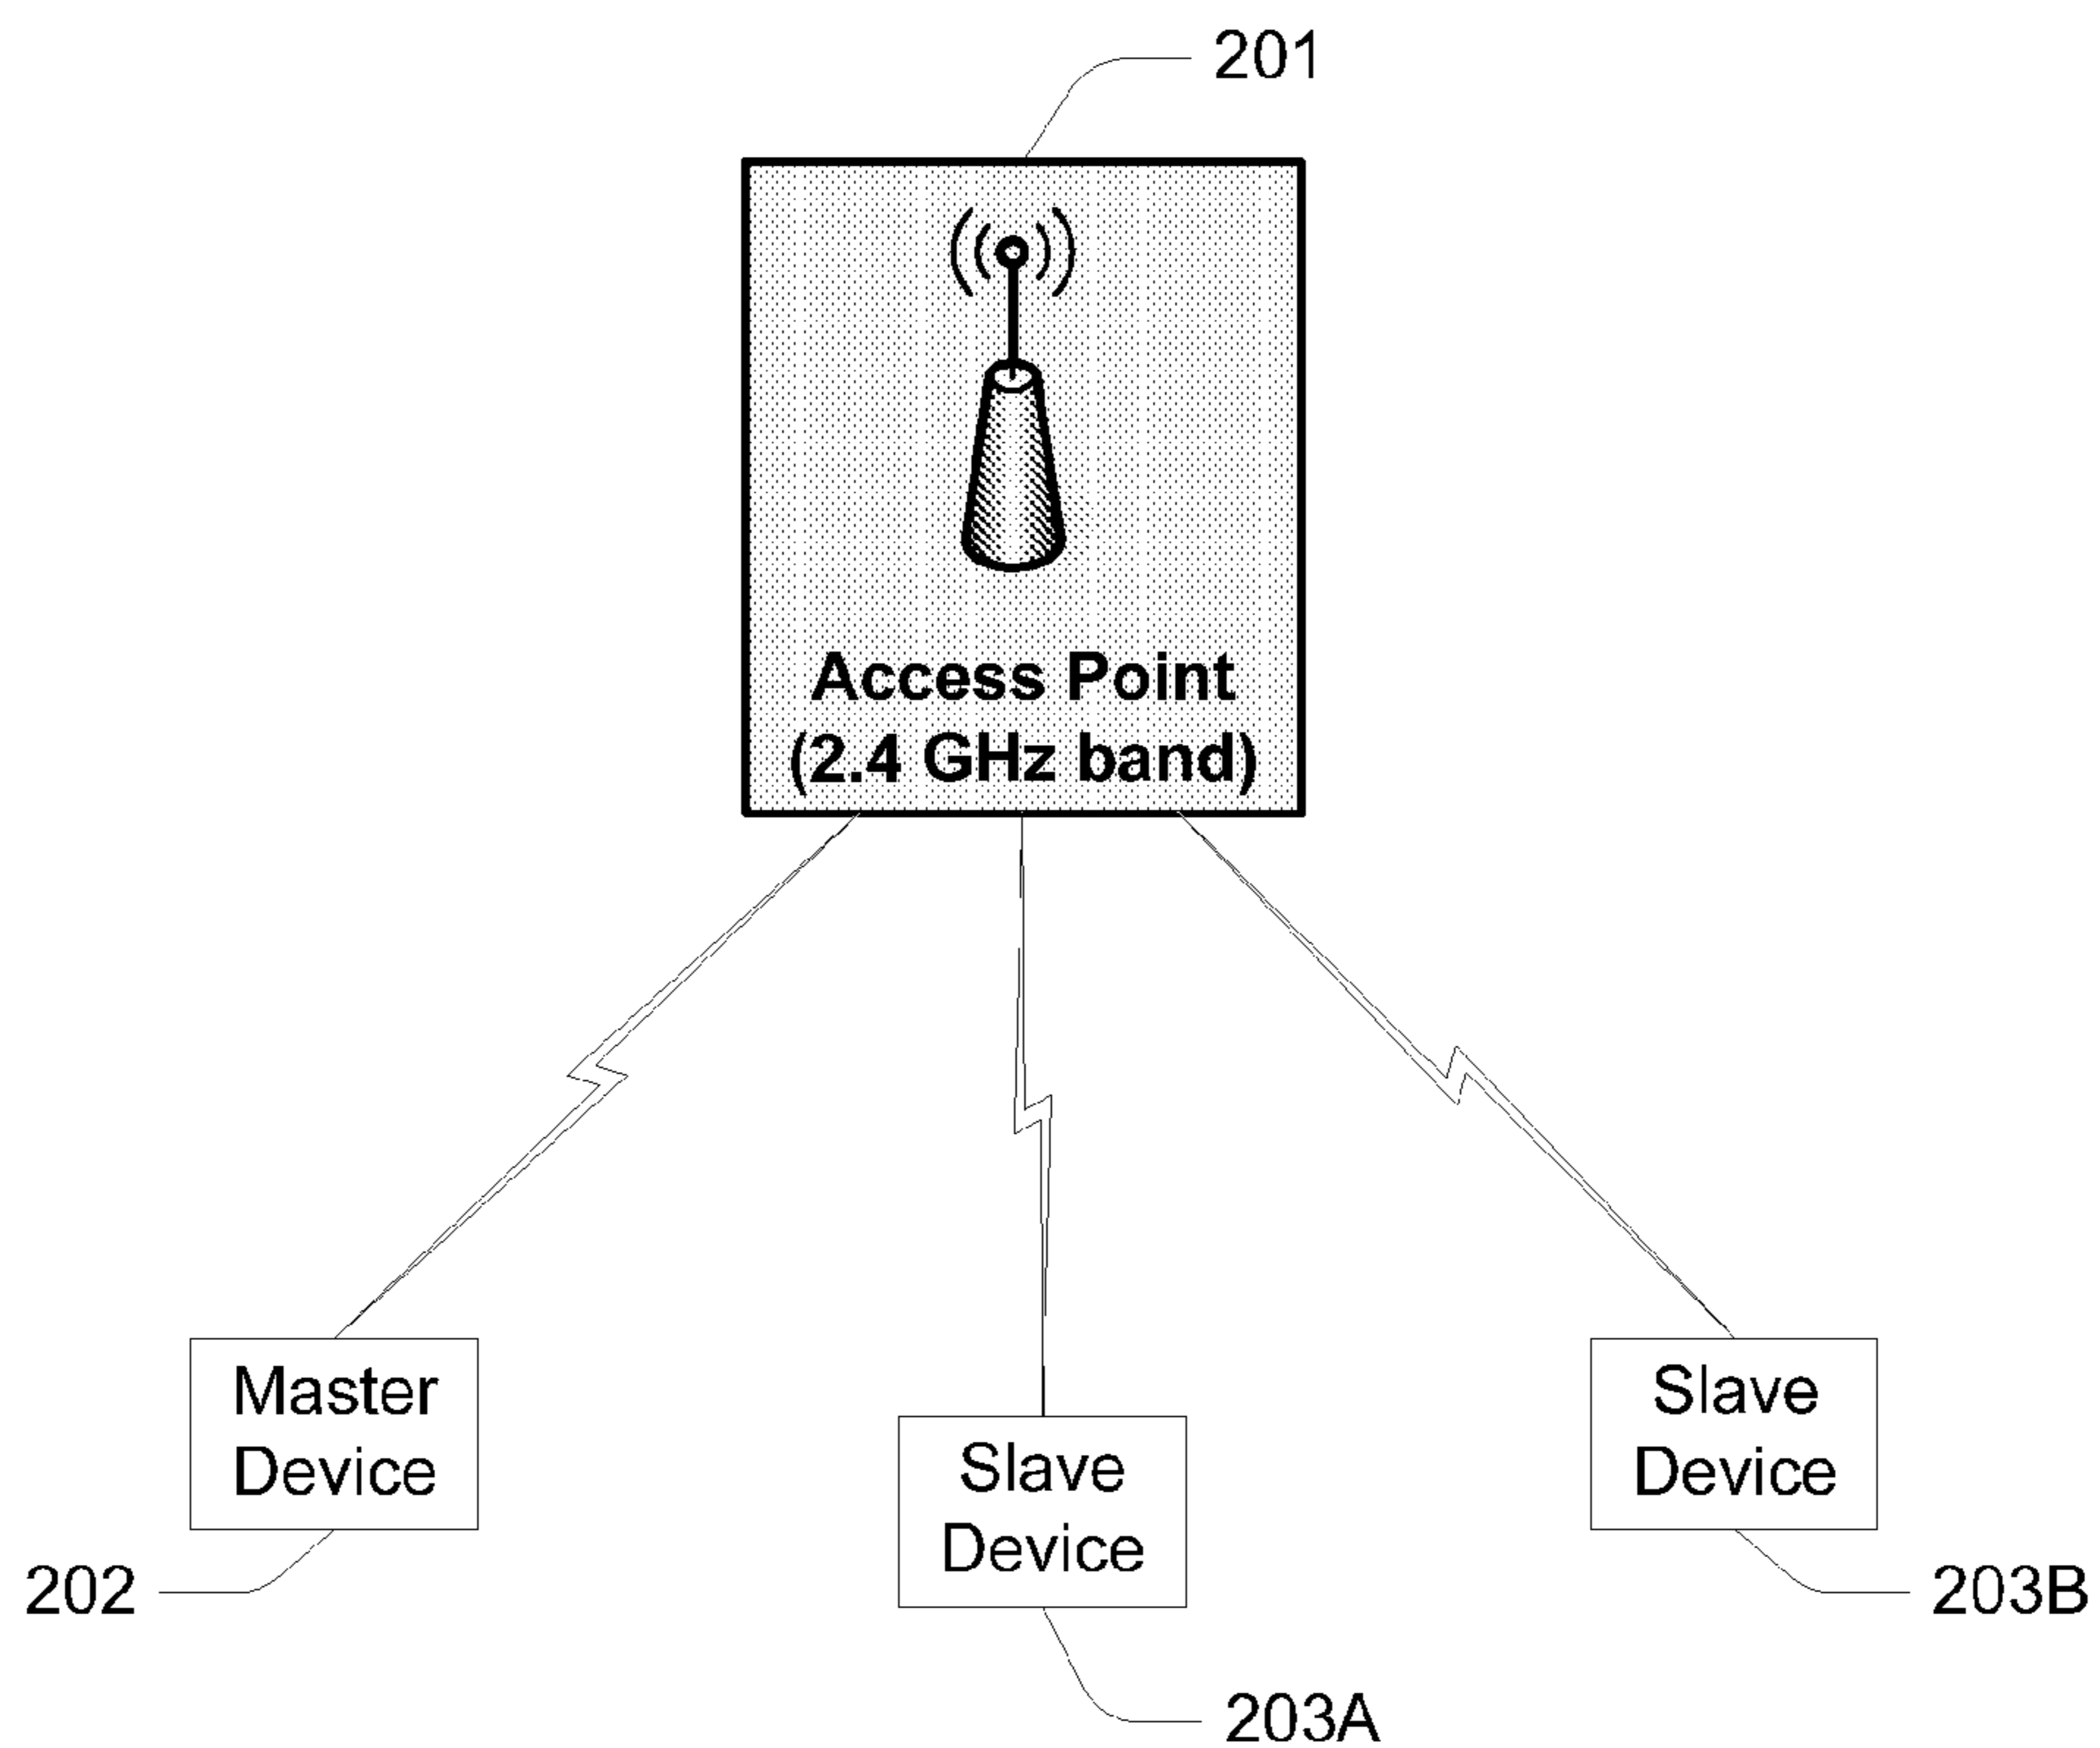 201
Access Point
(2.4 GHz band)
Master
Device
Slave
Device
Slave
Device
202
203B
203A